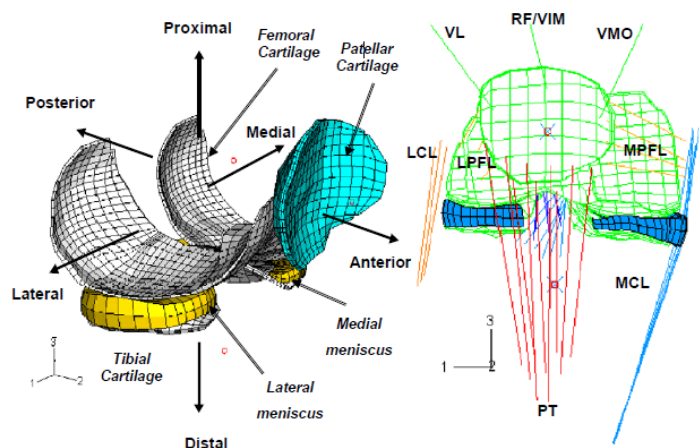 Proximal
Femoral
Cartilage
Patellar
Cartilage
Posterior
Medial
Lateral
Anterior
Medial
meniscus
Tibial
Cartilage
Lateral
meniscus
Distal
3
1
2
RF/VIM
VL
VMO
LCL
LPFL
MPFL
MCL
3
1
2
PT